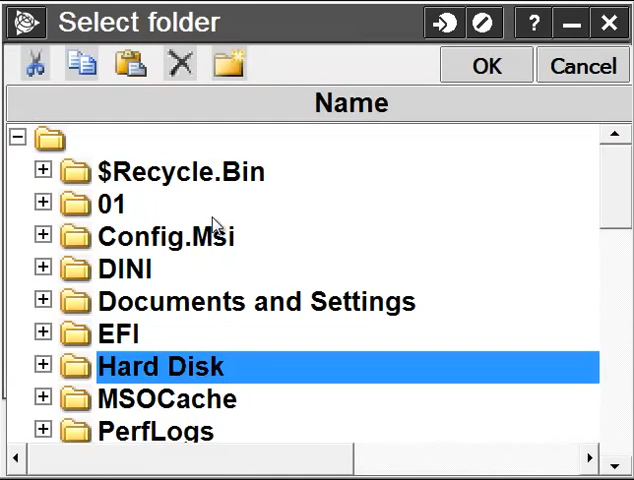 Select folder
?
OK
Cancel
Name
$Recycle.Bin
01
Config.Msi
DINI
Documents and Settings
EFI
Hard Disk
MSOCache
PerfLogs